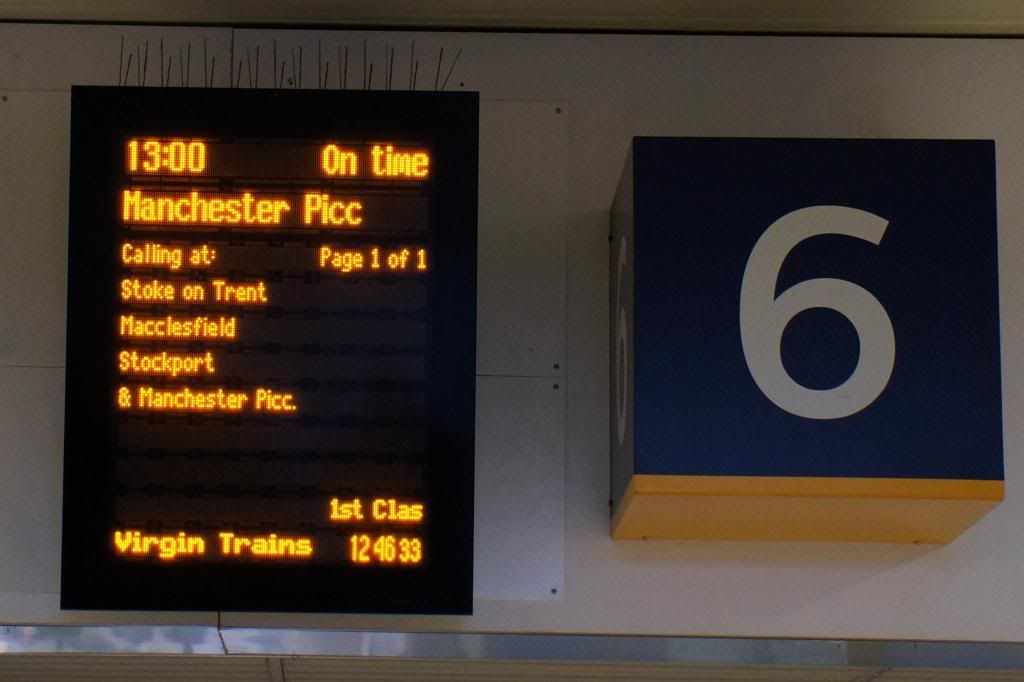 13:00 On time
Manchester Picc
Calling at: Page 1 of 1
Stoke on Trent
Macclesfield
Stockport
& Manchester Picc.
1st Clas
Virgin Trains 12 46 33
6